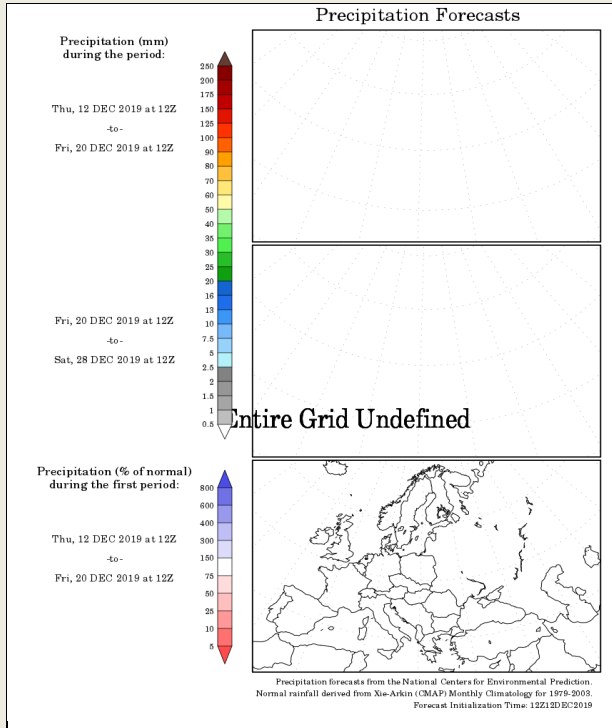 Precipitation Forecasts
Precipitation (mm)
during the period:
Thu, 12 DEC 2019 at 12Z
-to-
Fri, 20 DEC 2019 at 12Z
250
200
175
150
125
100
90
80
70
60
50
40
35
30
25
20
16
13
10
7.5
5
2.5
2
1.5
1
0.5
Fri, 20 DEC 2019 at 12Z
-to-
Sat, 28 DEC 2019 at 12Z
Entire Grid Undefined
Precipitation (% of normal)
during the first period:
Thu, 12 DEC 2019 at 12Z
-to-
Fri, 20 DEC 2019 at 12Z
800
600
400
300
150
75
50
25
10
5
Precipitation forecasts from the National Centers for Environmental Prediction.
Normal rainfall derived from Xie-Arkin (CMAP) Monthly Climatology for 1979-2003.
Forecast Initialization Time: 12Z12DEC2019